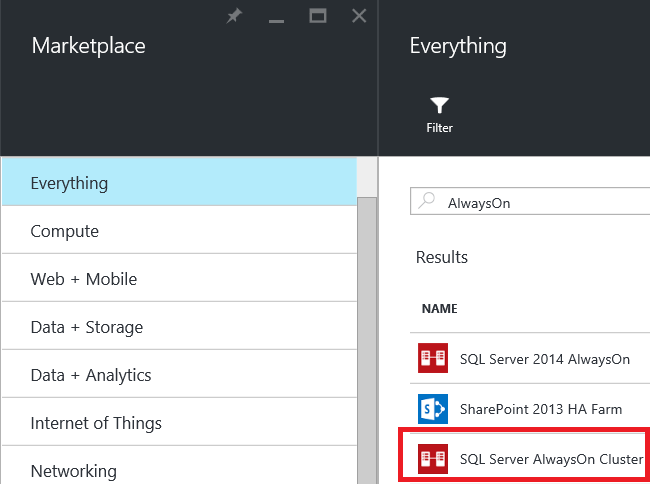 Marketplace
Everything
Compute
Web + Mobile
Data + Storage
Data + Analytics
Internet of Things
Networking
Everything
Filter
AlwaysOn
Results
NAME
SQL Server 2014 AlwaysOn
SharePoint 2013 HA Farm
SQL Server AlwaysOn Cluster